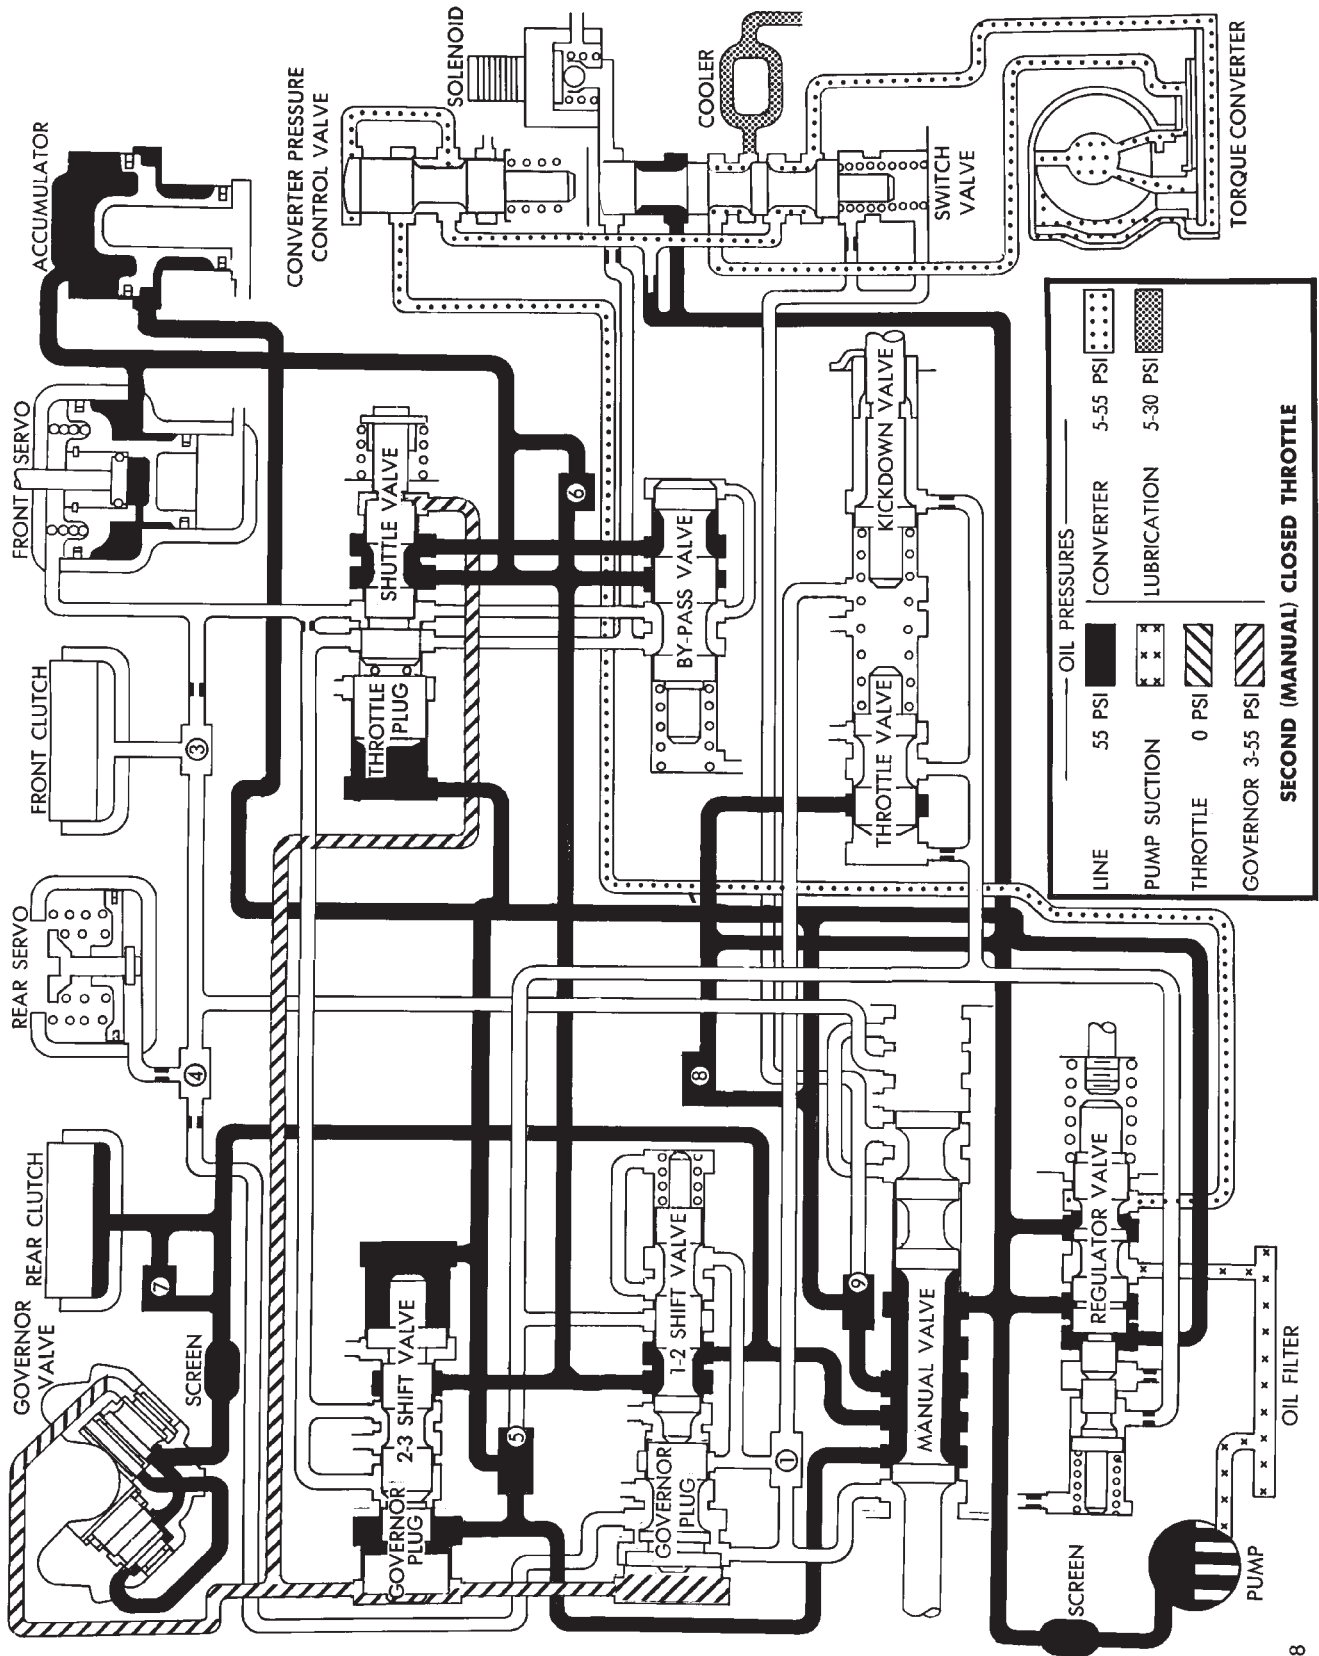 ACCUMULATOR
CONVERTER PRESSURE
CONTROL VALVE
SOLENOID
COOLER
SWITCH
VALVE
TORQUE CONVERTER
FRONT SERVO
FRONT CLUTCH
REAR SERVO
REAR CLUTCH
GOVERNOR
VALVE
SCREEN
SHUTTLE VALVE
THROTTLE
PLUG
BY-PASS VALVE
KICKDOWN VALVE
THROTTLE VALVE
2-3 SHIFT VALVE
GOVERNOR
PLUG
1-2 SHIFT VALVE
GOVERNOR
PLUG
MANUAL VALVE
REGULATOR VALVE
OIL FILTER
SCREEN
PUMP
3
4
7
6
8
5
9
1
OIL PRESSURES
LINE 55 PSI
PUMP SUCTION
THROTTLE 0 PSI
GOVERNOR 3-55 PSI
CONVERTER 5-55 PSI
LUBRICATION 5-30 PSI
SECOND (MANUAL) CLOSED THROTTLE
8